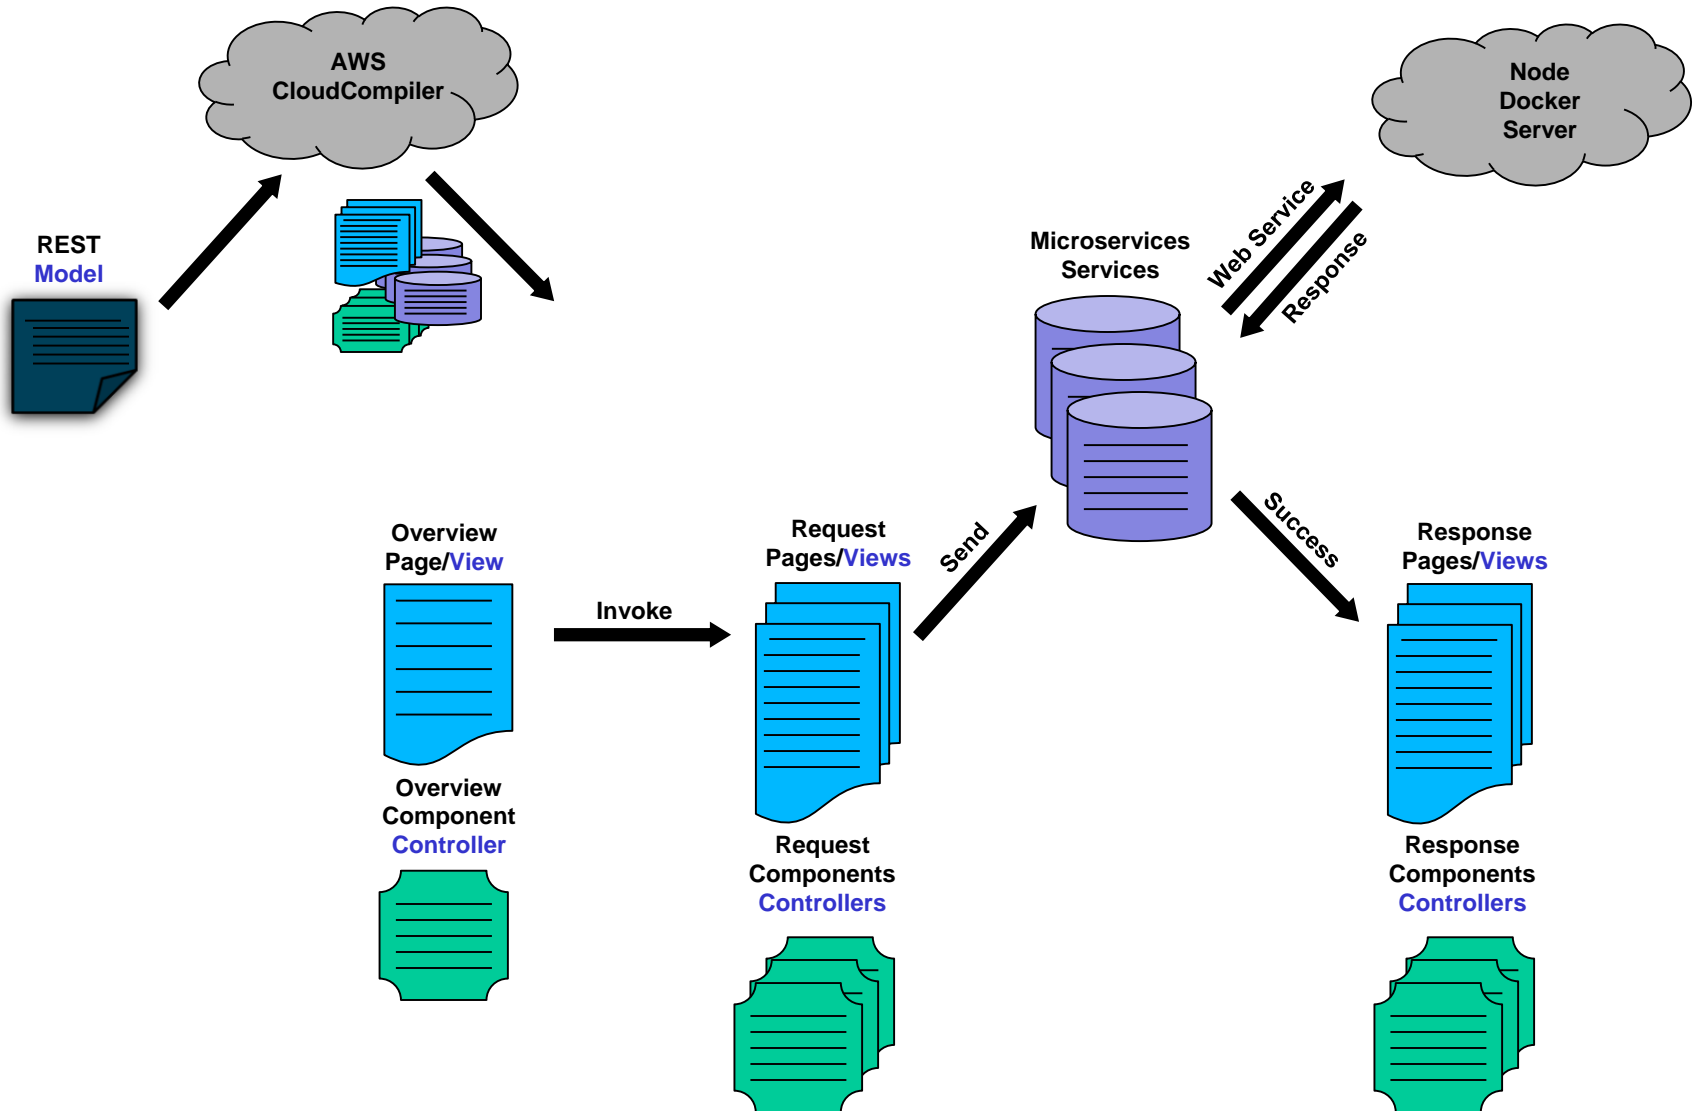 AWS
CloudCompiler
Node
Docker
Server
REST
Model
Microservices
Services
Web Service
Response
Overview
Page/View
Invoke
Request
Pages/Views
Send
Success
Response
Pages/Views
Overview
Component
Controller
Request
Components
Controllers
Response
Components
Controllers